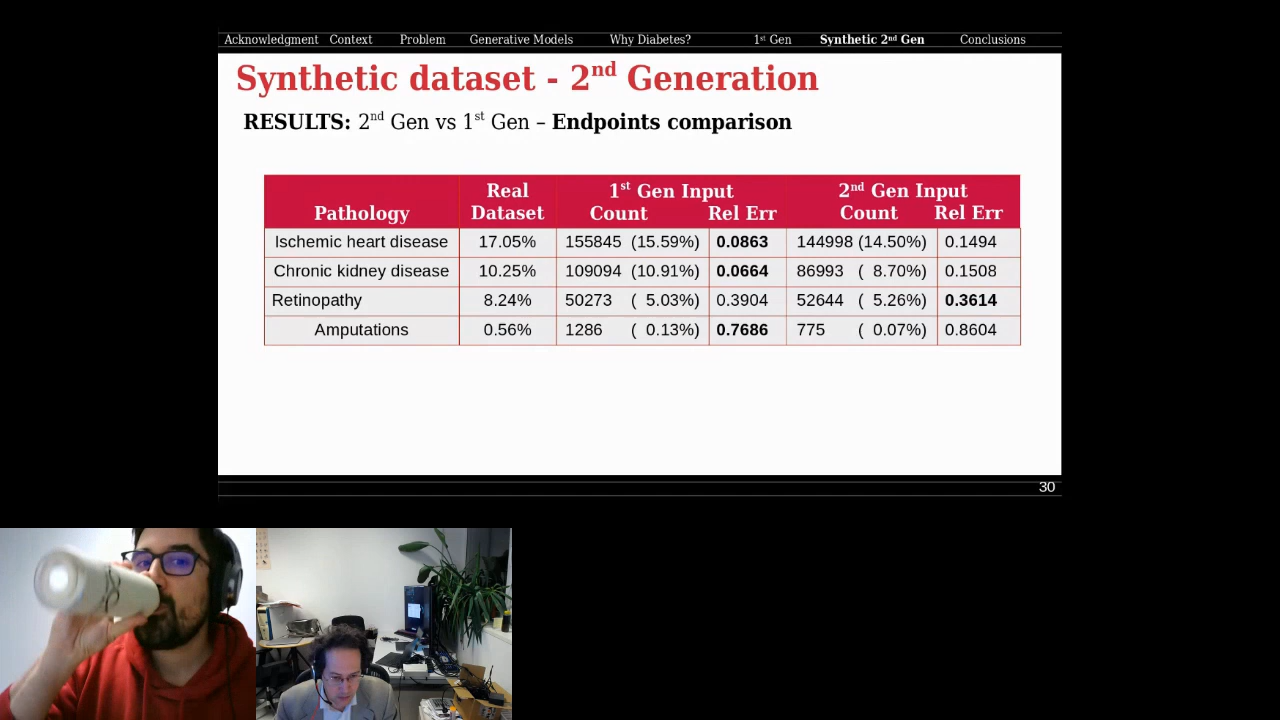 Acknowledgment Context Problem Generative Models Why Diabetes? 1st Gen Synthetic 2nd Gen Conclusions
Synthetic dataset - 2nd Generation
RESULTS: 2nd Gen vs 1st Gen – Endpoints comparison
Real 1st Gen Input 2nd Gen Input
Pathology Dataset Count Rel Err Count Rel Err
Ischemic heart disease 17.05% 155845 (15.59%) 0.0863 144998 (14.50%) 0.1494
Chronic kidney disease 10.25% 109094 (10.91%) 0.0664 86993 ( 8.70%) 0.1508
Retinopathy 8.24% 50273 ( 5.03%) 0.3904 52644 ( 5.26%) 0.3614
Amputations 0.56% 1286 ( 0.13%) 0.7686 775 ( 0.07%) 0.8604
30